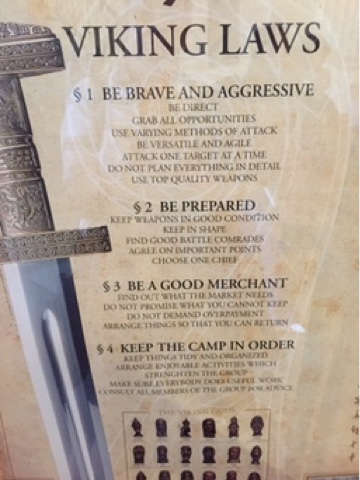 VIKING LAWS
§ 1 BE BRAVE AND AGGRESSIVE
BE DIRECT
GRAB ALL OPPORTUNITIES
USE VARYING METHODS OF ATTACK
BE VERSATILE AND AGILE
ATTACK ONE TARGET AT A TIME
DO NOT PLAN EVERYTHING IN DETAIL
USE TOP QUALITY WEAPONS
§ 2 BE PREPARED
KEEP WEAPONS IN GOOD CONDITION
KEEP IN SHAPE
FIND GOOD BATTLE COMRADES
AGREE ON IMPORTANT POINTS
CHOOSE ONE CHIEF
§ 3 BE A GOOD MERCHANT
FIND OUT WHAT THE MARKET NEEDS
DO NOT PROMISE WHAT YOU CANNOT KEEP
DO NOT DEMAND OVERPAYMENT
ARRANGE THINGS SO THAT YOU CAN RETURN
§ 4 KEEP THE CAMP IN ORDER
KEEP THINGS TIDY AND ORGANIZED
ARRANGE ENJOYABLE ACTIVITIES WHICH
STRENGHTEN THE GROUP
MAKE SURE EVERYBODY DOES USEFUL WORK
CONSULT ALL MEMBERS OF THE GROUP FOR ADVICE
THE VIKING GODS